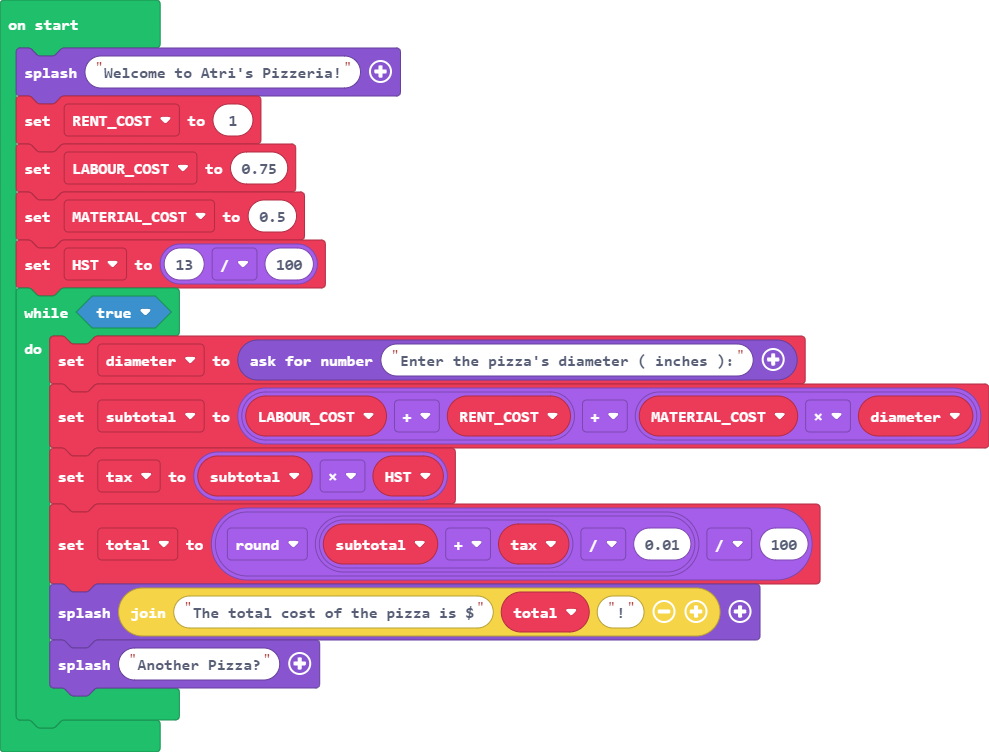 on start
splash "Welcome to Atri's Pizzeria!"
set RENT_COST to 1
set LABOUR_COST to 0.75
set MATERIAL_COST to 0.5
set HST to 13 / 100
while true
do
set diameter to ask for number "Enter the pizza's diameter ( inches ):"
set subtotal to LABOUR_COST + RENT_COST + MATERIAL_COST × diameter
set tax to subtotal × HST
set total to round subtotal + tax / 0.01 / 100
splash join "The total cost of the pizza is $" total "!"
splash "Another Pizza?"